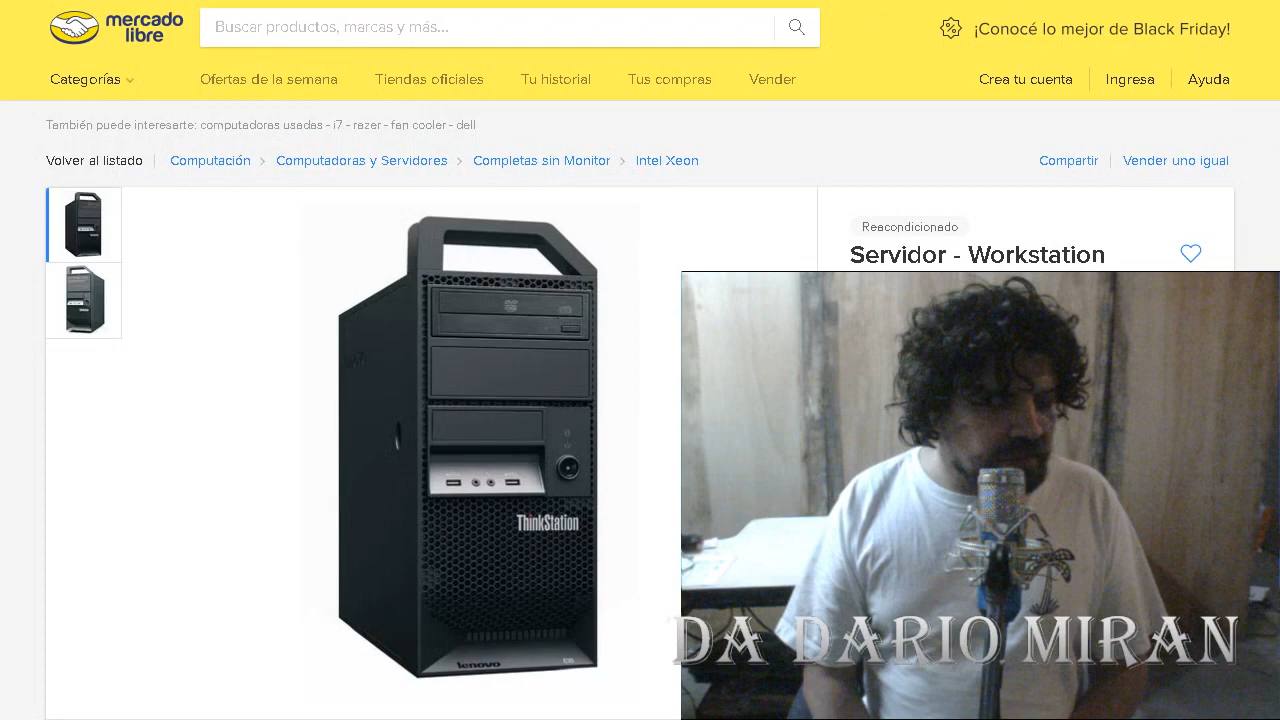 mercado
libre
Buscar productos, marcas y más...
¡Conocé lo mejor de Black Friday!
Categorías
Ofertas de la semana
Tiendas oficiales
Tu historial
Tus compras
Vender
Crea tu cuenta
Ingresa
Ayuda
También puede interesarte: computadoras usadas - i7 - razer - fan cooler - dell
Volver al listado
Computación
Computadoras y Servidores
Completas sin Monitor
Intel Xeon
Compartir
Vender uno igual
Reacondicionado
Servidor - Workstation
ThinkStation
lenovo
DA DARIO MIRAN